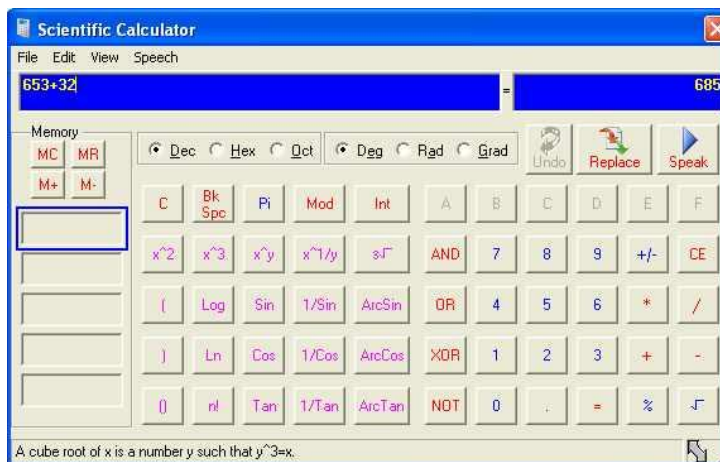 Scientific Calculator
File Edit View Speech
653+32 = 685
Memory
MC MR
M+ M-
Dec Hex Oct Deg Rad Grad
Undo Replace Speak
C Bk Spc Pi Mod Int A B C D E F
x^2 x^3 x^y x^1/y 3√ AND 7 8 9 +/- CE
( Log Sin 1/Sin ArcSin OR 4 5 6 * /
) Ln Cos 1/Cos ArcCos XOR 1 2 3 + -
() n! Tan 1/Tan ArcTan NOT 0 . = % √
A cube root of x is a number y such that y^3=x.